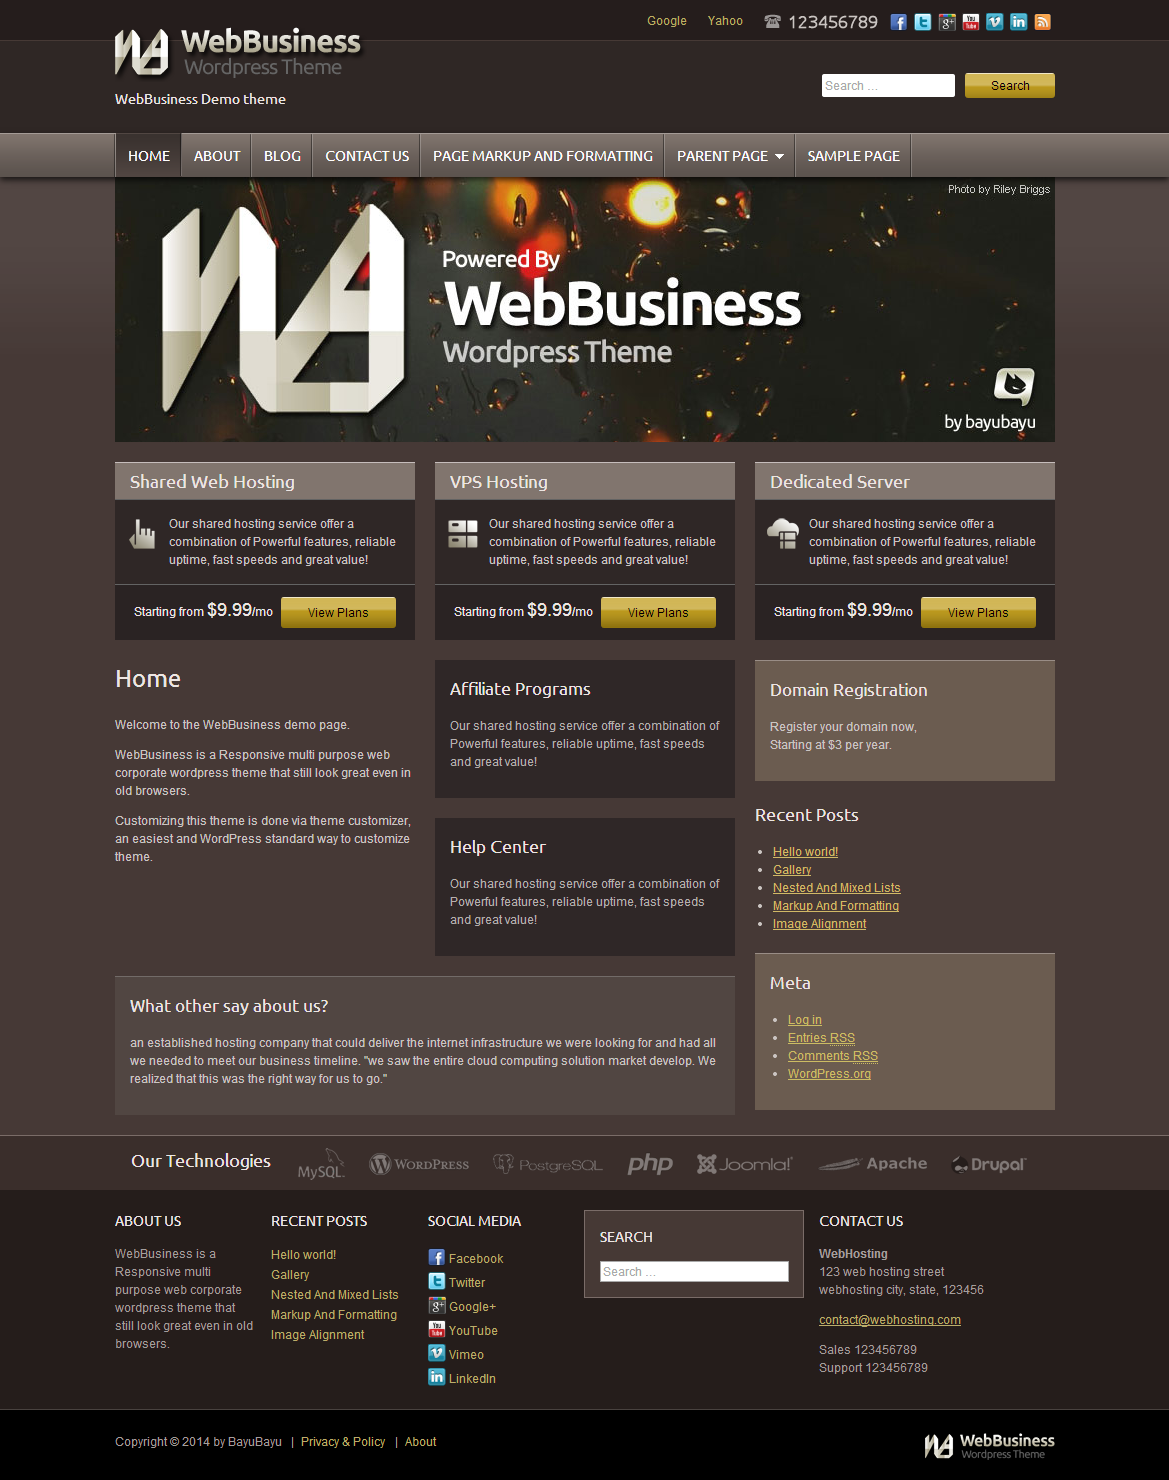 Google Yahoo 123456789
WebBusiness
Wordpress Theme
WebBusiness Demo theme
Search ...
Search
HOME ABOUT BLOG CONTACT US PAGE MARKUP AND FORMATTING PARENT PAGE SAMPLE PAGE
Photo by Riley Briggs
Powered By
WebBusiness
Wordpress Theme
by bayubayu
Shared Web Hosting
Our shared hosting service offer a
combination of Powerful features, reliable
uptime, fast speeds and great value!
Starting from $9.99/mo View Plans
VPS Hosting
Our shared hosting service offer a
combination of Powerful features, reliable
uptime, fast speeds and great value!
Starting from $9.99/mo View Plans
Dedicated Server
Our shared hosting service offer a
combination of Powerful features, reliable
uptime, fast speeds and great value!
Starting from $9.99/mo View Plans
Home
Welcome to the WebBusiness demo page.
WebBusiness is a Responsive multi purpose web
corporate wordpress theme that still look great even in
old browsers.
Customizing this theme is done via theme customizer,
an easiest and WordPress standard way to customize
theme.
Affiliate Programs
Our shared hosting service offer a combination of
Powerful features, reliable uptime, fast speeds
and great value!
Help Center
Our shared hosting service offer a combination of
Powerful features, reliable uptime, fast speeds
and great value!
Domain Registration
Register your domain now,
Starting at $3 per year.
Recent Posts
Hello world!
Gallery
Nested And Mixed Lists
Markup And Formatting
Image Alignment
What other say about us?
an established hosting company that could deliver the internet infrastructure we were looking for and had all
we needed to meet our business timeline. "we saw the entire cloud computing solution market develop. We
realized that this was the right way for us to go."
Meta
Log in
Entries RSS
Comments RSS
WordPress.org
Our Technologies MySQL WordPress PostgreSQL php Joomla! Apache Drupal
ABOUT US
WebBusiness is a
Responsive multi
purpose web corporate
wordpress theme that
still look great even in old
browsers.
RECENT POSTS
Hello world!
Gallery
Nested And Mixed Lists
Markup And Formatting
Image Alignment
SOCIAL MEDIA
Facebook
Twitter
Google+
YouTube
Vimeo
LinkedIn
SEARCH
Search ...
CONTACT US
WebHosting
123 web hosting street
webhosting city, state, 123456
contact@webhosting.com
Sales 123456789
Support 123456789
Copyright © 2014 by BayuBayu | Privacy & Policy | About
WebBusiness
Wordpress Theme